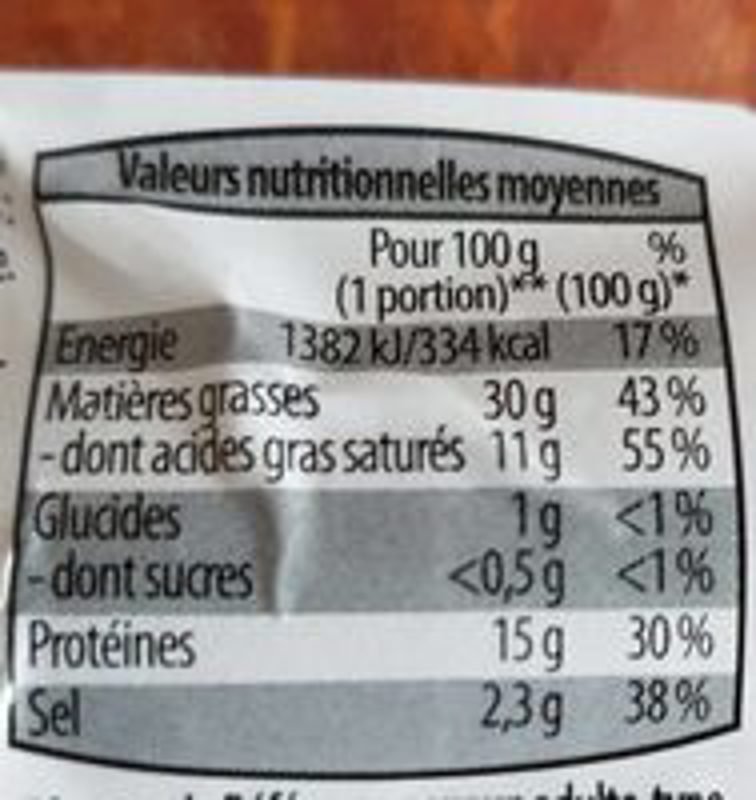 Valeurs nutritionnelles moyennes
Pour 100 g %
(1 portion)** (100 g)*
Energie 1382 kJ/334 kcal 17 %
Matières grasses 30 g 43 %
- dont acides gras saturés 11 g 55 %
Glucides 1 g <1 %
- dont sucres <0,5 g <1 %
Protéines 15 g 30 %
Sel 2,3 g 38 %